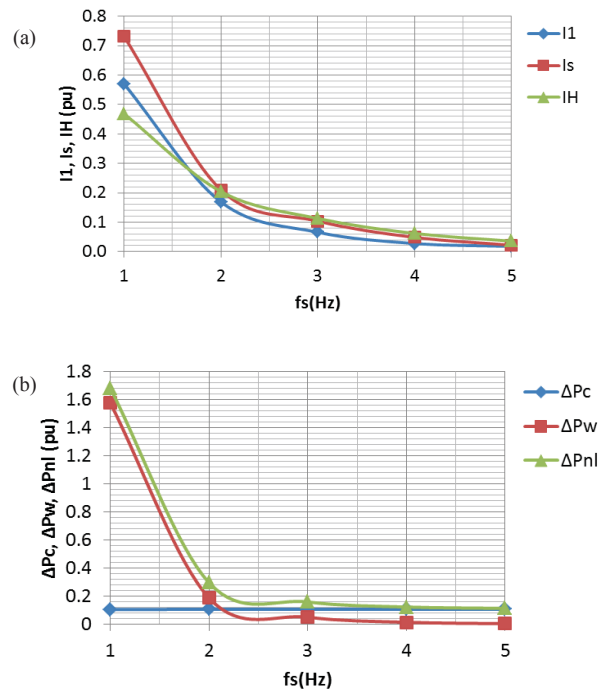 (a)
I1, Is, IH (pu)
0.8
0.7
0.6
0.5
0.4
0.3
0.2
0.1
0.0
1 2 3 4 5
fs(Hz)
I1
Is
IH
(b)
ΔPc, ΔPw, ΔPnl (pu)
1.8
1.6
1.4
1.2
1
0.8
0.6
0.4
0.2
0
1 2 3 4 5
fs(Hz)
ΔPc
ΔPw
ΔPnl